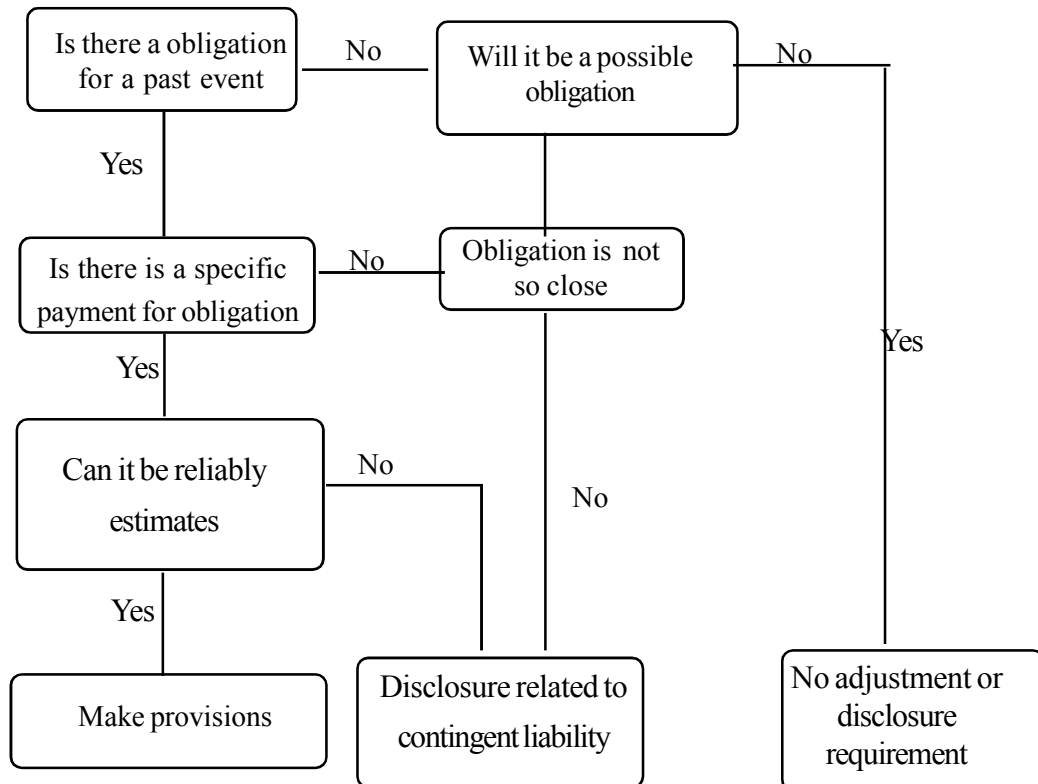 Is there a obligation
for a past event
No
Will it be a possible
obligation
No
Yes
Is there is a specific
payment for obligation
No
Obligation is not
so close
Yes
Yes
Can it be reliably
estimates
No
No
Yes
Make provisions
Disclosure related to
contingent liability
No adjustment or
disclosure
requirement